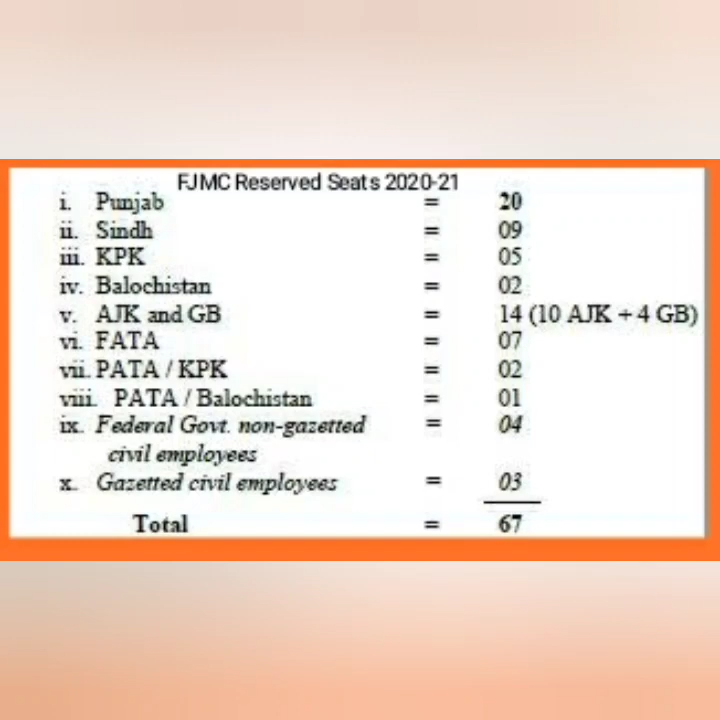 FJMC Reserved Seats 2020-21
i. Punjab = 20
ii. Sindh = 09
iii. KPK = 05
iv. Balochistan = 02
v. AJK and GB = 14 (10 AJK + 4 GB)
vi. FATA = 07
vii. PATA / KPK = 02
viii. PATA / Balochistan = 01
ix. Federal Govt. non-gazetted = 04
civil employees
x. Gazetted civil employees = 03
Total = 67